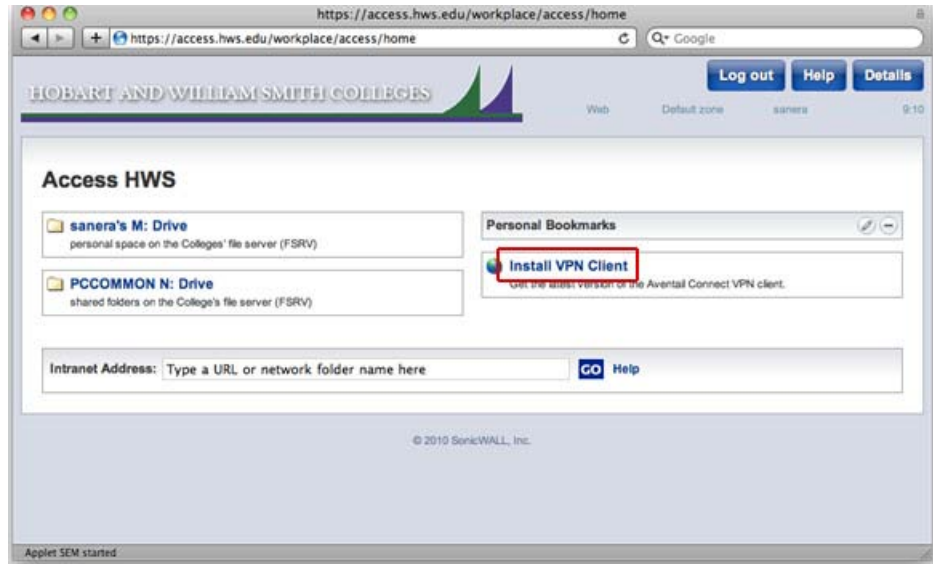 https://access.hws.edu/workplace/access/home
https://access.hws.edu/workplace/access/home
Google
HOBART AND WILLIAM SMITH COLLEGES
Log out
Help
Details
Web
Default zone
sanera
9:10
Access HWS
sanera's M: Drive
personal space on the Colleges' file server (FSRV)
PCCOMMON N: Drive
shared folders on the College's file server (FSRV)
Personal Bookmarks
Install VPN Client
Get the latest version of the Aventail Connect VPN client.
Intranet Address:
Type a URL or network folder name here
GO
Help
© 2010 SonicWALL, Inc.
Applet SEM started